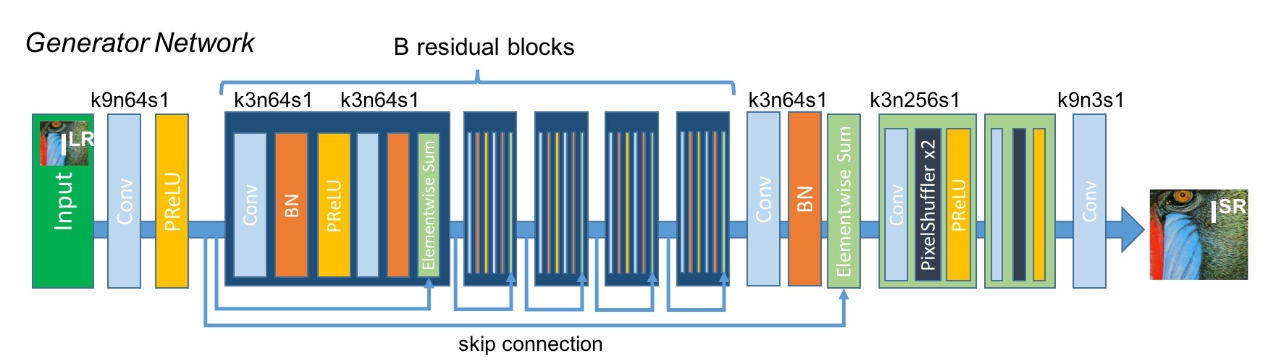 Generator Network
B residual blocks
k9n64s1
k3n64s1
k3n64s1
k3n64s1
k3n256s1
k9n3s1
I LR
Input
Conv
PReLU
Conv
BN
PReLU
Elementwise Sum
Conv
BN
Elementwise Sum
Conv
PixelShuffler x2
PReLU
Conv
I SR
skip connection